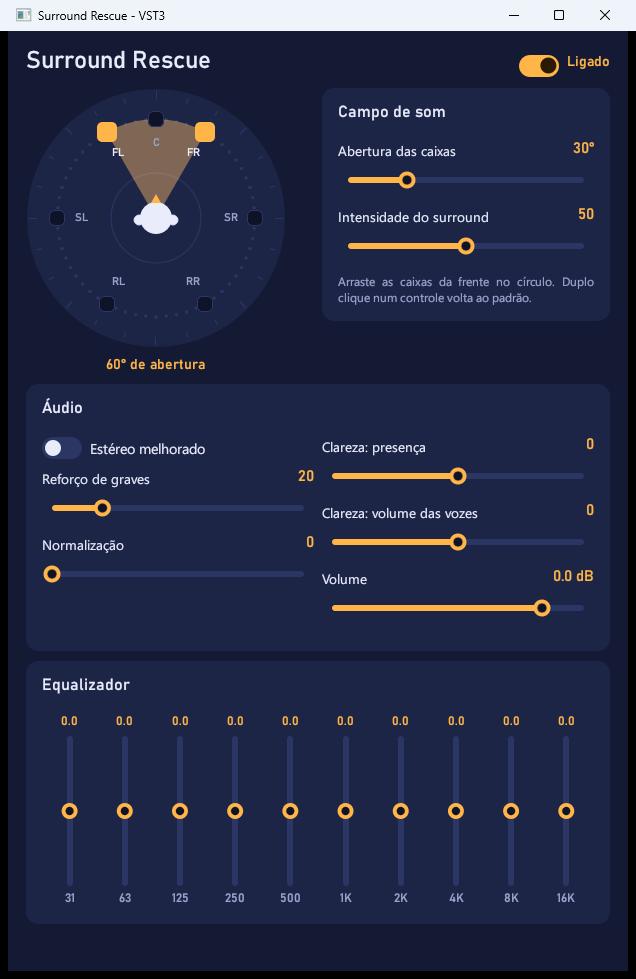 Surround Rescue - VST3
Surround Rescue
Ligado
C
FL
FR
SL
SR
RL
RR
60° de abertura
Campo de som
Abertura das caixas
30°
Intensidade do surround
50
Arraste as caixas da frente no círculo. Duplo
clique num controle volta ao padrão.
Áudio
Estéreo melhorado
Reforço de graves
20
Normalização
0
Clareza: presença
0
Clareza: volume das vozes
0
Volume
0.0 dB
Equalizador
0.0 0.0 0.0 0.0 0.0 0.0 0.0 0.0 0.0 0.0
31 63 125 250 500 1K 2K 4K 8K 16K